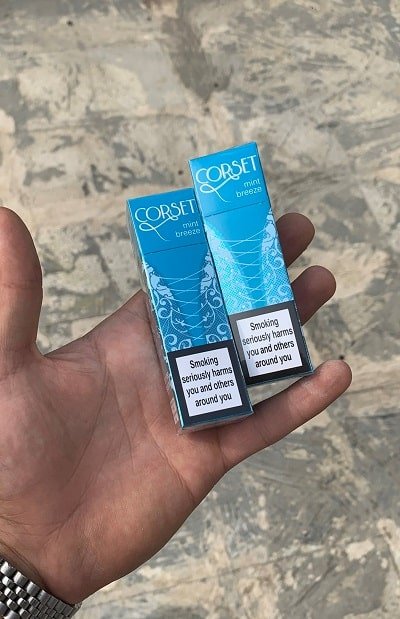 CORSET
mint
breeze
Smoking
seriously harms
you and others
around you
CORSET
mint
breeze
Smoking
seriously harms
you and others
around you